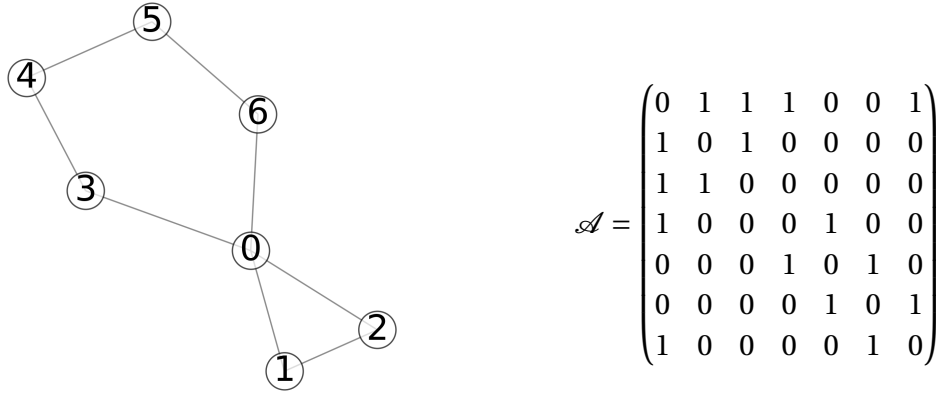 5
4
6
3
0
2
1
0 1 1 1 0 0 1
1 0 1 0 0 0 0
1 1 0 0 0 0 0
𝒜 = 1 0 0 0 1 0 0
0 0 0 1 0 1 0
0 0 0 0 1 0 1
1 0 0 0 0 1 0